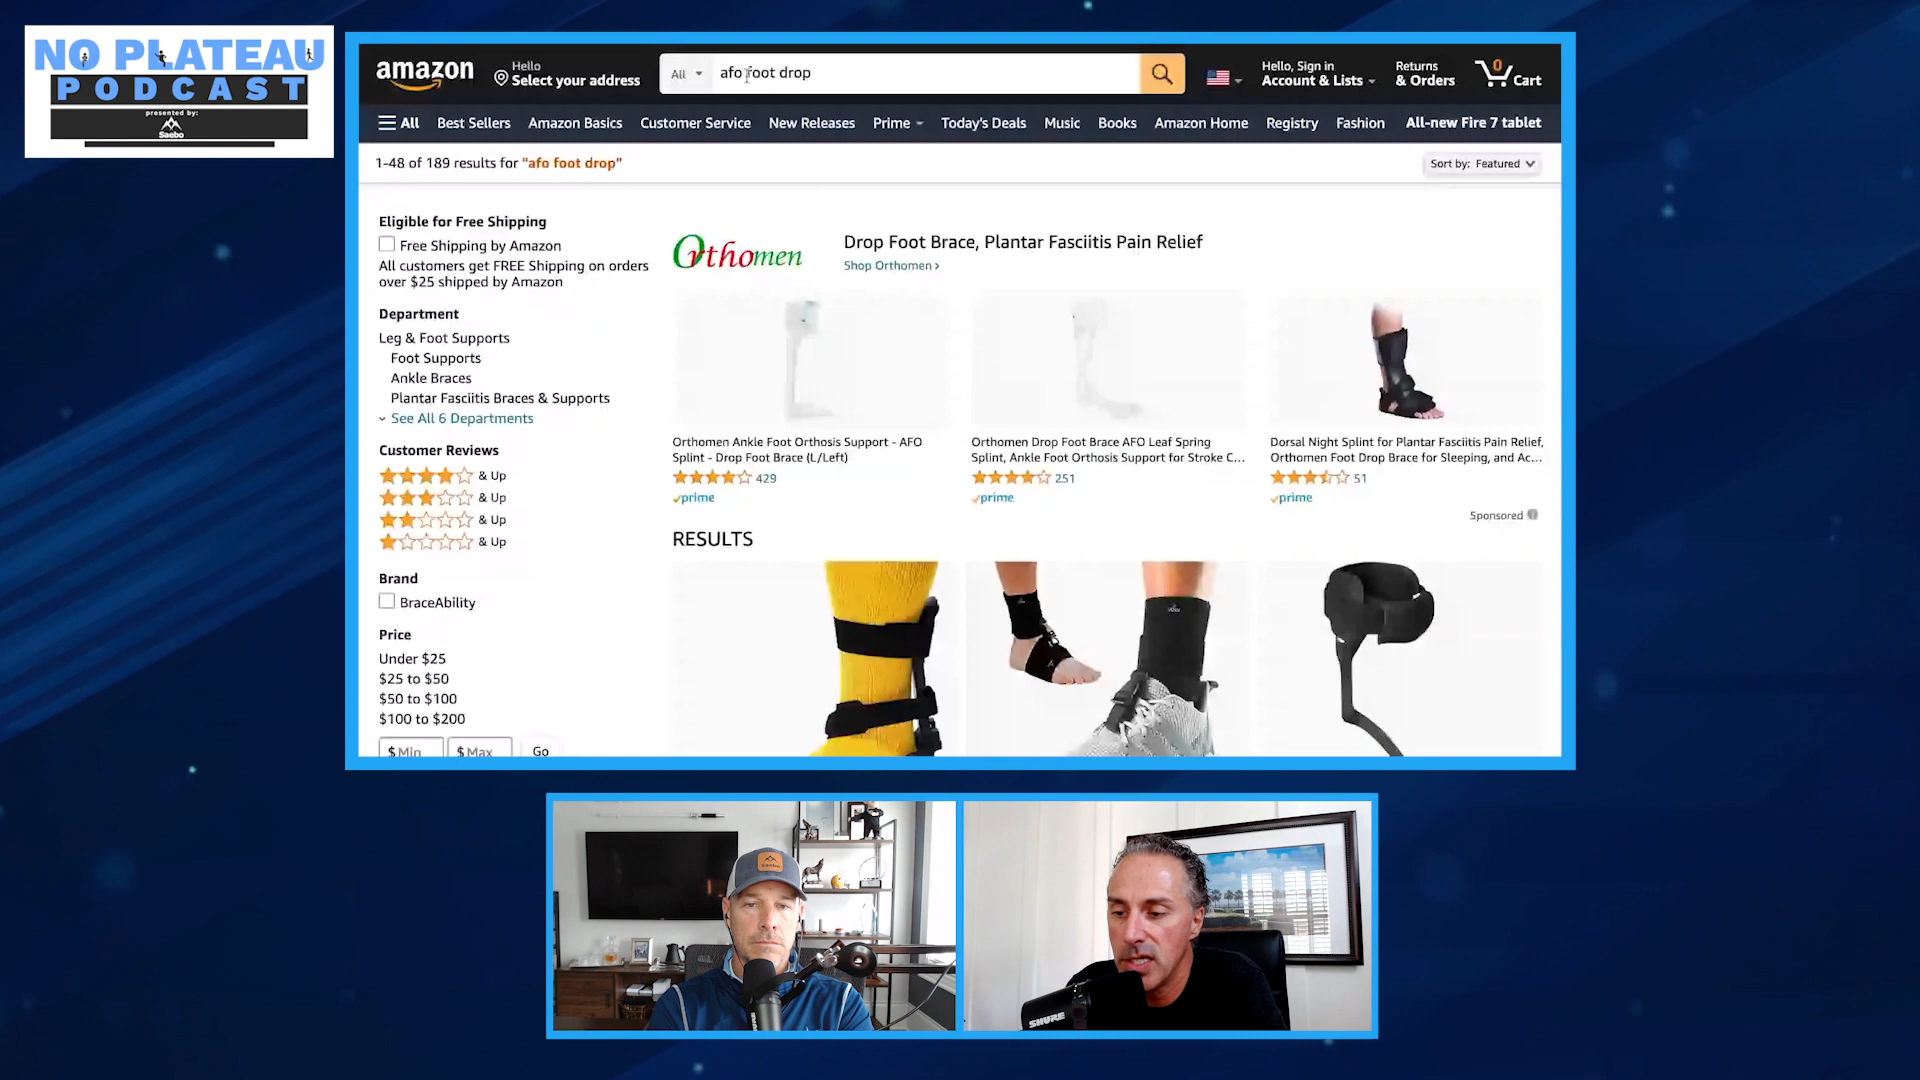 NO PLATEAU
PODCAST
presented by:
Saebo
amazon
Hello
Select your address
All
afo foot drop
Hello, Sign in
Account & Lists
Returns
& Orders
0
Cart
All
Best Sellers
Amazon Basics
Customer Service
New Releases
Prime
Today's Deals
Music
Books
Amazon Home
Registry
Fashion
All-new Fire 7 tablet
1-48 of 189 results for "afo foot drop"
Sort by: Featured
Eligible for Free Shipping
Free Shipping by Amazon
All customers get FREE Shipping on orders
over $25 shipped by Amazon
Department
Leg & Foot Supports
Foot Supports
Ankle Braces
Plantar Fasciitis Braces & Supports
See All 6 Departments
Customer Reviews
& Up
& Up
& Up
& Up
Brand
BraceAbility
Price
Under $25
$25 to $50
$50 to $100
$100 to $200
$ Min
$ Max
Go
Orthomen
Drop Foot Brace, Plantar Fasciitis Pain Relief
Shop Orthomen ›
Orthomen Ankle Foot Orthosis Support - AFO
Splint - Drop Foot Brace (L/Left)
429
prime
Orthomen Drop Foot Brace AFO Leaf Spring
Splint, Ankle Foot Orthosis Support for Stroke C...
251
prime
Dorsal Night Splint for Plantar Fasciitis Pain Relief,
Orthomen Foot Drop Brace for Sleeping, and Ac...
51
prime
Sponsored
RESULTS
Saebo
SHURE
SHURE